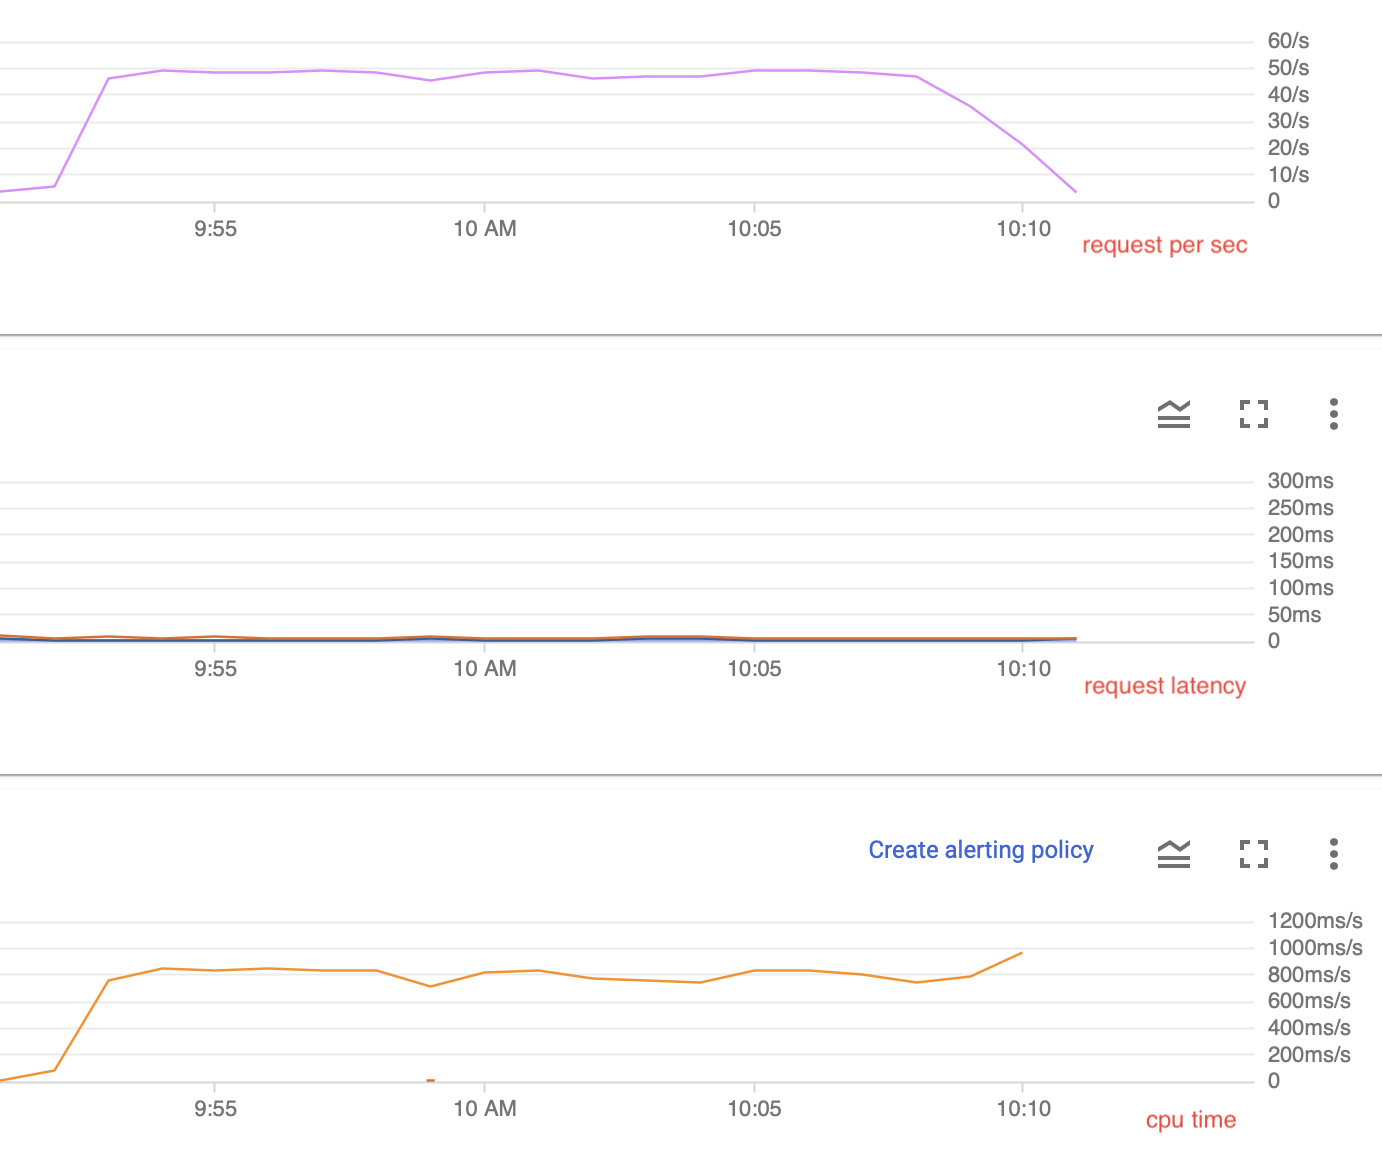 60/s
50/s
40/s
30/s
20/s
10/s
0
9:55 10 AM 10:05 10:10
request per sec
300ms
250ms
200ms
150ms
100ms
50ms
0
9:55 10 AM 10:05 10:10
request latency
Create alerting policy
1200ms/s
1000ms/s
800ms/s
600ms/s
400ms/s
200ms/s
0
9:55 10 AM 10:05 10:10
cpu time